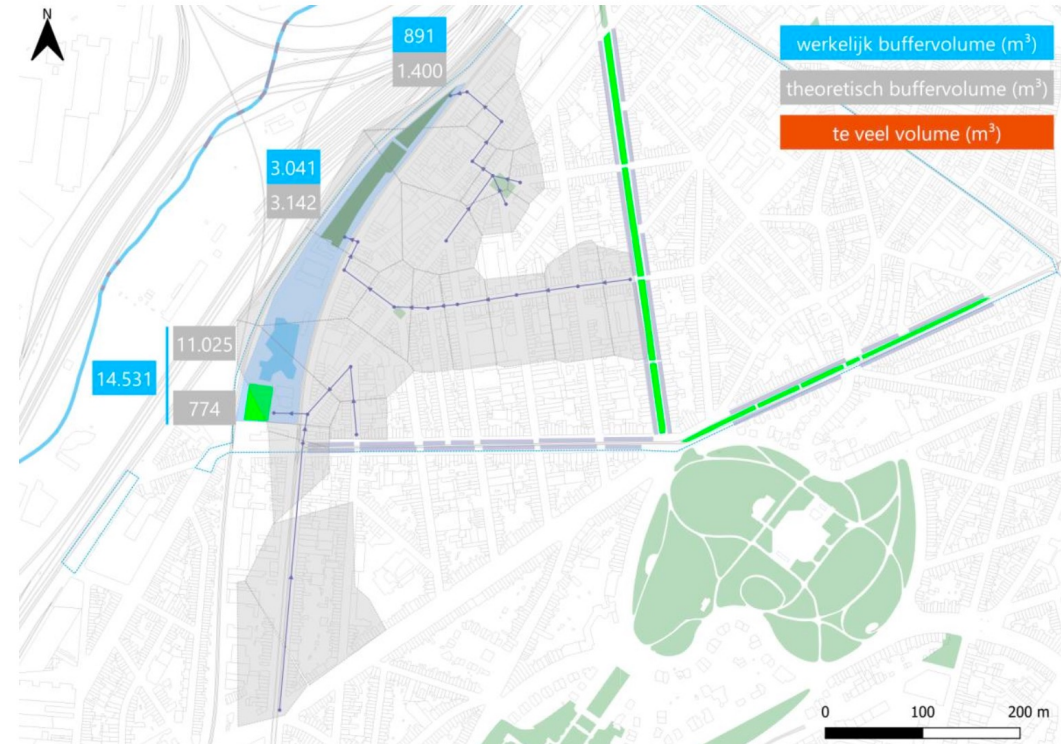 N
891
1.400
werkelijk buffervolume (m³)
theoretisch buffervolume (m³)
te veel volume (m³)
3.041
3.142
11.025
14.531
774
0 100 200 m